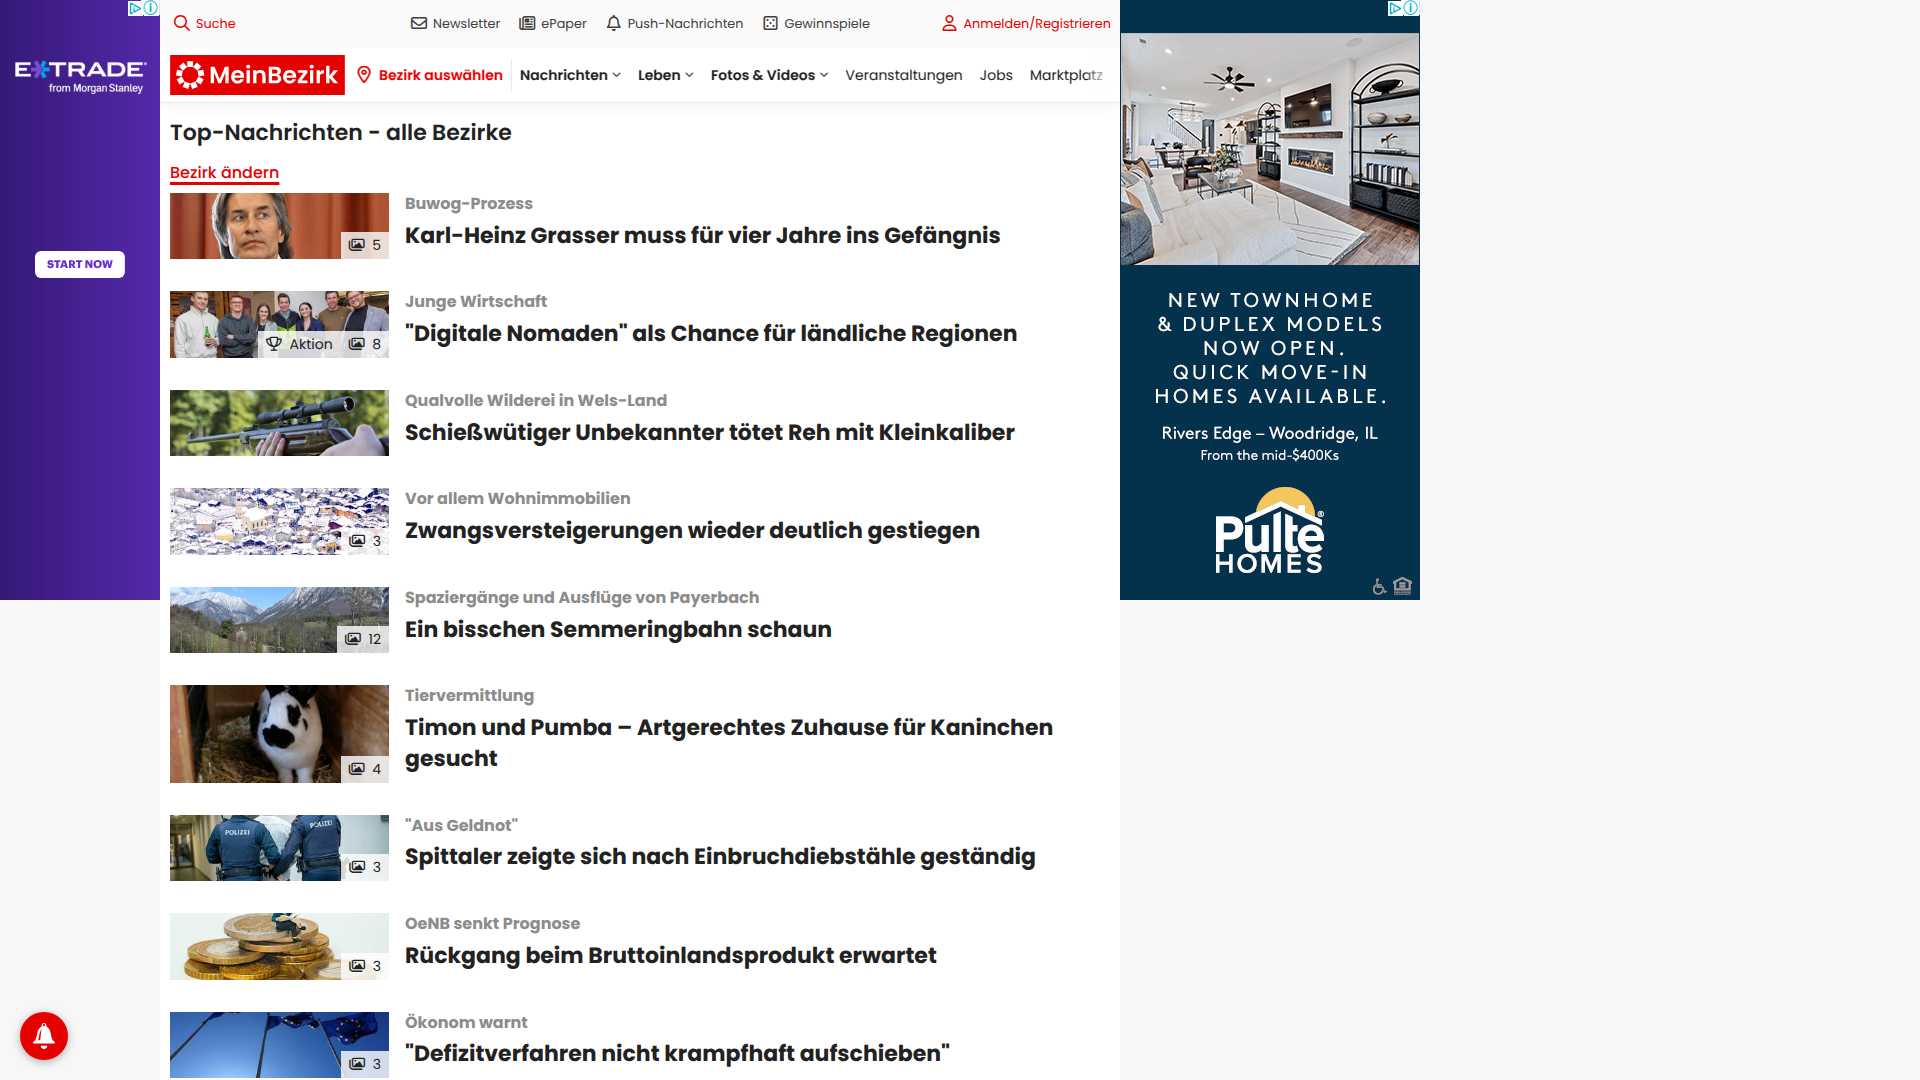 Suche
Newsletter
ePaper
Push-Nachrichten
Gewinnspiele
Anmelden/Registrieren
MeinBezirk
Bezirk auswählen
Nachrichten
Leben
Fotos & Videos
Veranstaltungen
Jobs
Marktplatz
E*TRADE
from Morgan Stanley
START NOW
Top-Nachrichten - alle Bezirke
Bezirk ändern
5
Buwog-Prozess
Karl-Heinz Grasser muss für vier Jahre ins Gefängnis
Aktion 8
Junge Wirtschaft
"Digitale Nomaden" als Chance für ländliche Regionen
Qualvolle Wilderei in Wels-Land
Schießwütiger Unbekannter tötet Reh mit Kleinkaliber
3
Vor allem Wohnimmobilien
Zwangsversteigerungen wieder deutlich gestiegen
12
Spaziergänge und Ausflüge von Payerbach
Ein bisschen Semmeringbahn schaun
4
Tiervermittlung
Timon und Pumba – Artgerechtes Zuhause für Kaninchen
gesucht
POLIZEI
POLIZEI
3
"Aus Geldnot"
Spittaler zeigte sich nach Einbruchdiebstähle geständig
3
OeNB senkt Prognose
Rückgang beim Bruttoinlandsprodukt erwartet
3
Ökonom warnt
"Defizitverfahren nicht krampfhaft aufschieben"
NEW TOWNHOME
& DUPLEX MODELS
NOW OPEN.
QUICK MOVE-IN
HOMES AVAILABLE.
Rivers Edge – Woodridge, IL
From the mid-$400Ks
Pulte®
HOMES